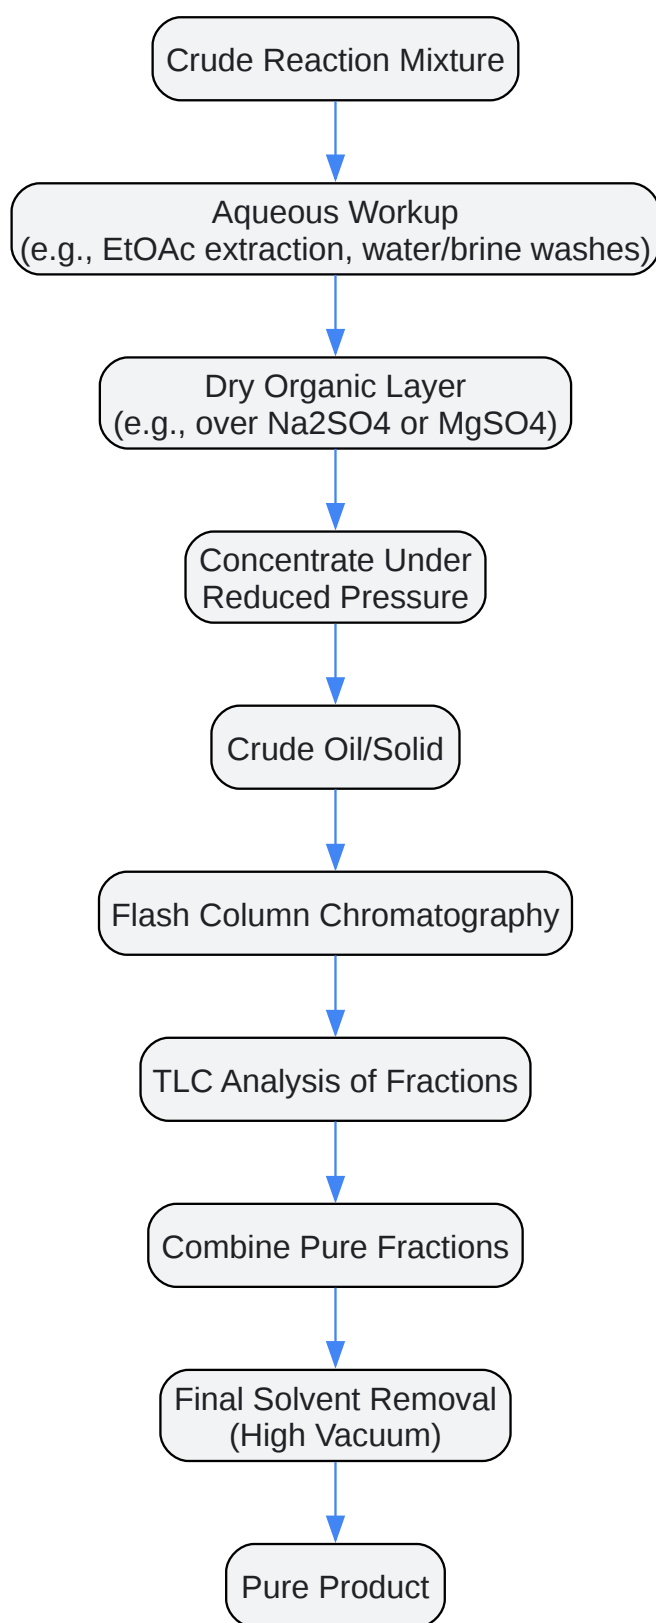 Crude Reaction Mixture
Aqueous Workup
(e.g., EtOAc extraction, water/brine washes)
Dry Organic Layer
(e.g., over Na2SO4 or MgSO4)
Concentrate Under
Reduced Pressure
Crude Oil/Solid
Flash Column Chromatography
TLC Analysis of Fractions
Combine Pure Fractions
Final Solvent Removal
(High Vacuum)
Pure Product